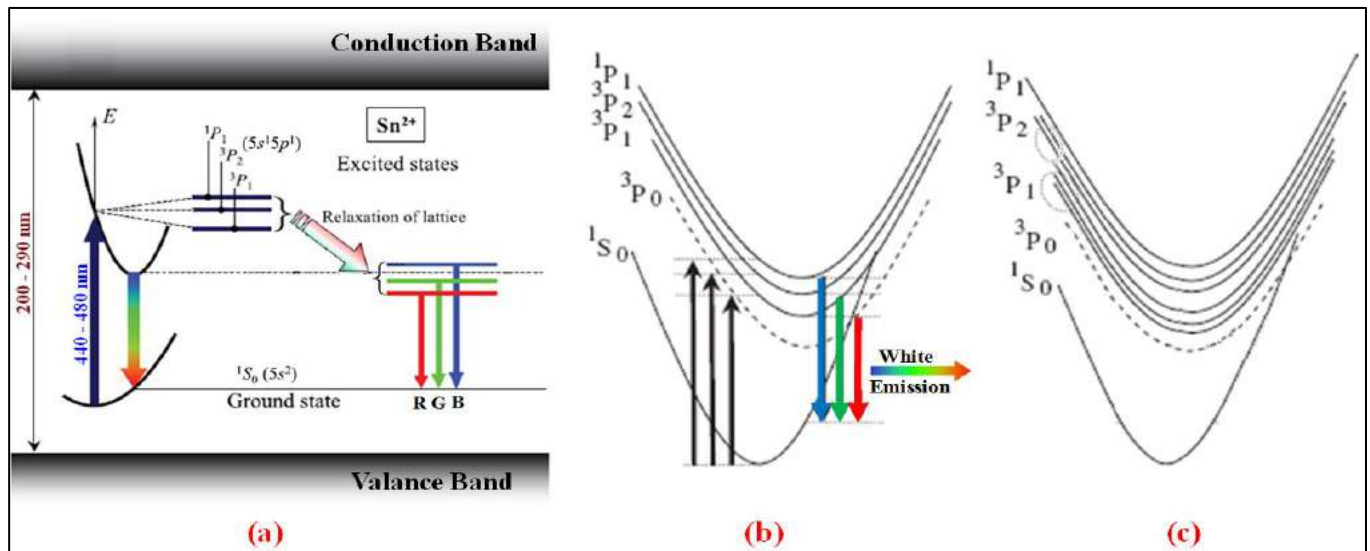 Conduction Band
200 - 290 nm
E
440 - 480 nm
¹P₁
³P₂ (5s¹5p¹)
³P₁
Sn²⁺
Excited states
Relaxation of lattice
¹S₀ (5s²)
Ground state
R G B
Valance Band
(a)
¹P₁
³P₂
³P₁
³P₀
¹S₀
White
Emission
(b)
¹P₁
³P₂
³P₁
³P₀
¹S₀
(c)